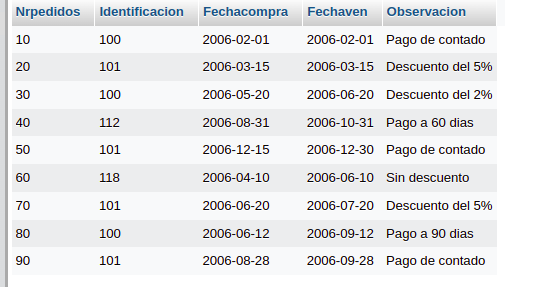 Nrpedidos Identificacion Fechacompra Fechaven Observacion
10 100 2006-02-01 2006-02-01 Pago de contado
20 101 2006-03-15 2006-03-15 Descuento del 5%
30 100 2006-05-20 2006-06-20 Descuento del 2%
40 112 2006-08-31 2006-10-31 Pago a 60 dias
50 101 2006-12-15 2006-12-30 Pago de contado
60 118 2006-04-10 2006-06-10 Sin descuento
70 101 2006-06-20 2006-07-20 Descuento del 5%
80 100 2006-06-12 2006-09-12 Pago a 90 dias
90 101 2006-08-28 2006-09-28 Pago de contado